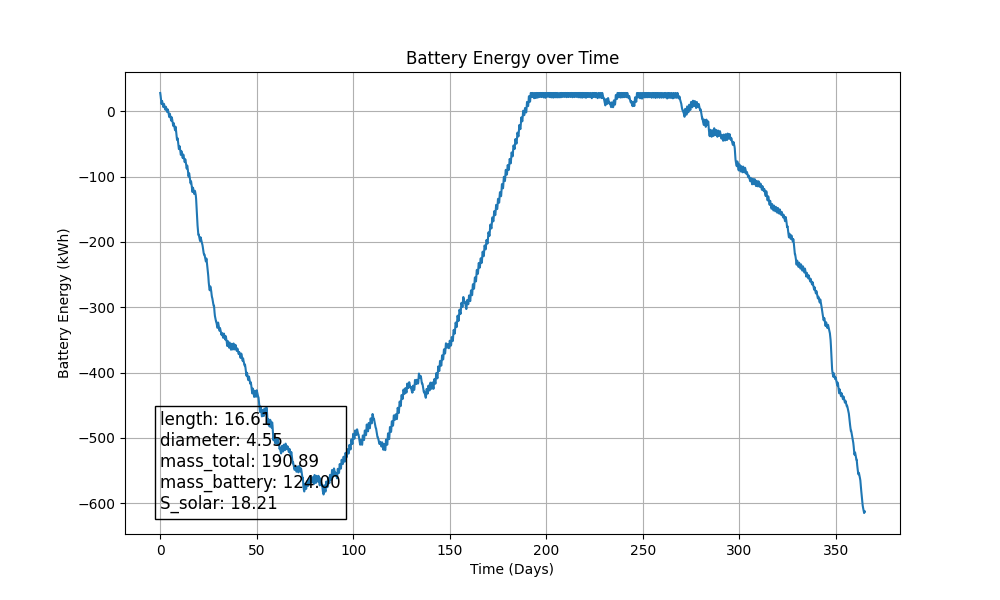 Battery Energy over Time
Battery Energy (kWh)
0
−100
−200
−300
−400
−500
−600
length: 16.61
diameter: 4.55
mass_total: 190.89
mass_battery: 124.00
S_solar: 18.21
0 50 100 150 200 250 300 350
Time (Days)